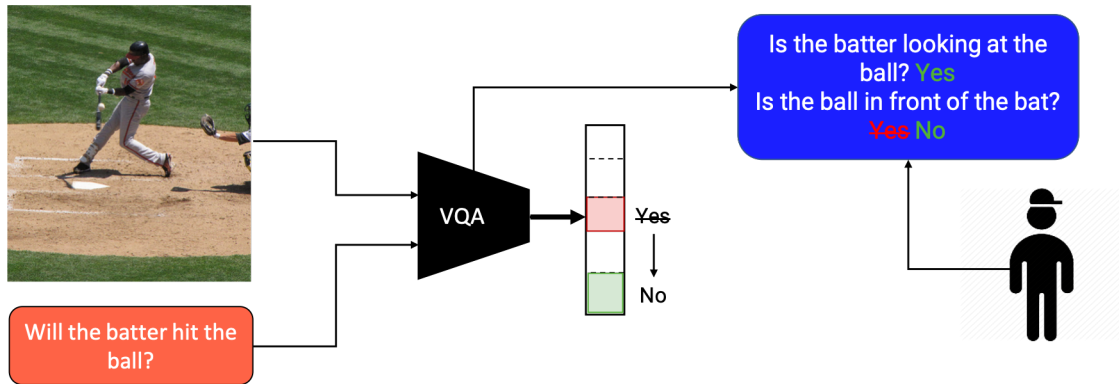 Will the batter hit the
ball?
VQA
Yes
No
Is the batter looking at the
ball? Yes
Is the ball in front of the bat?
Yes No